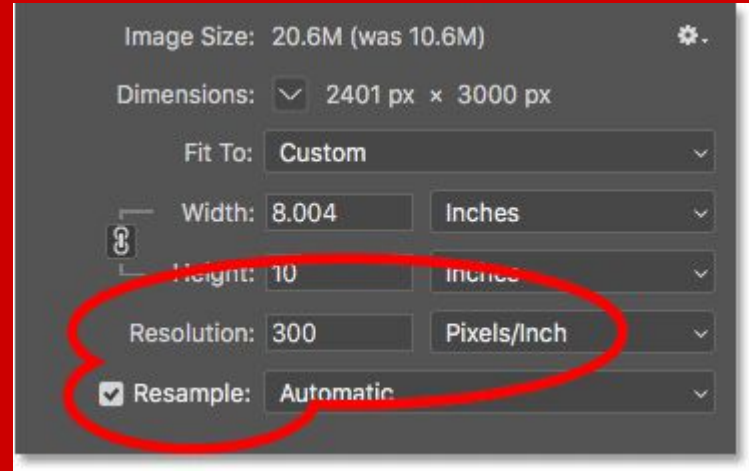 Image Size: 20.6M (was 10.6M)
Dimensions: 2401 px × 3000 px
Fit To: Custom
Width: 8.004 Inches
Height: 10 Inches
Resolution: 300 Pixels/Inch
Resample: Automatic